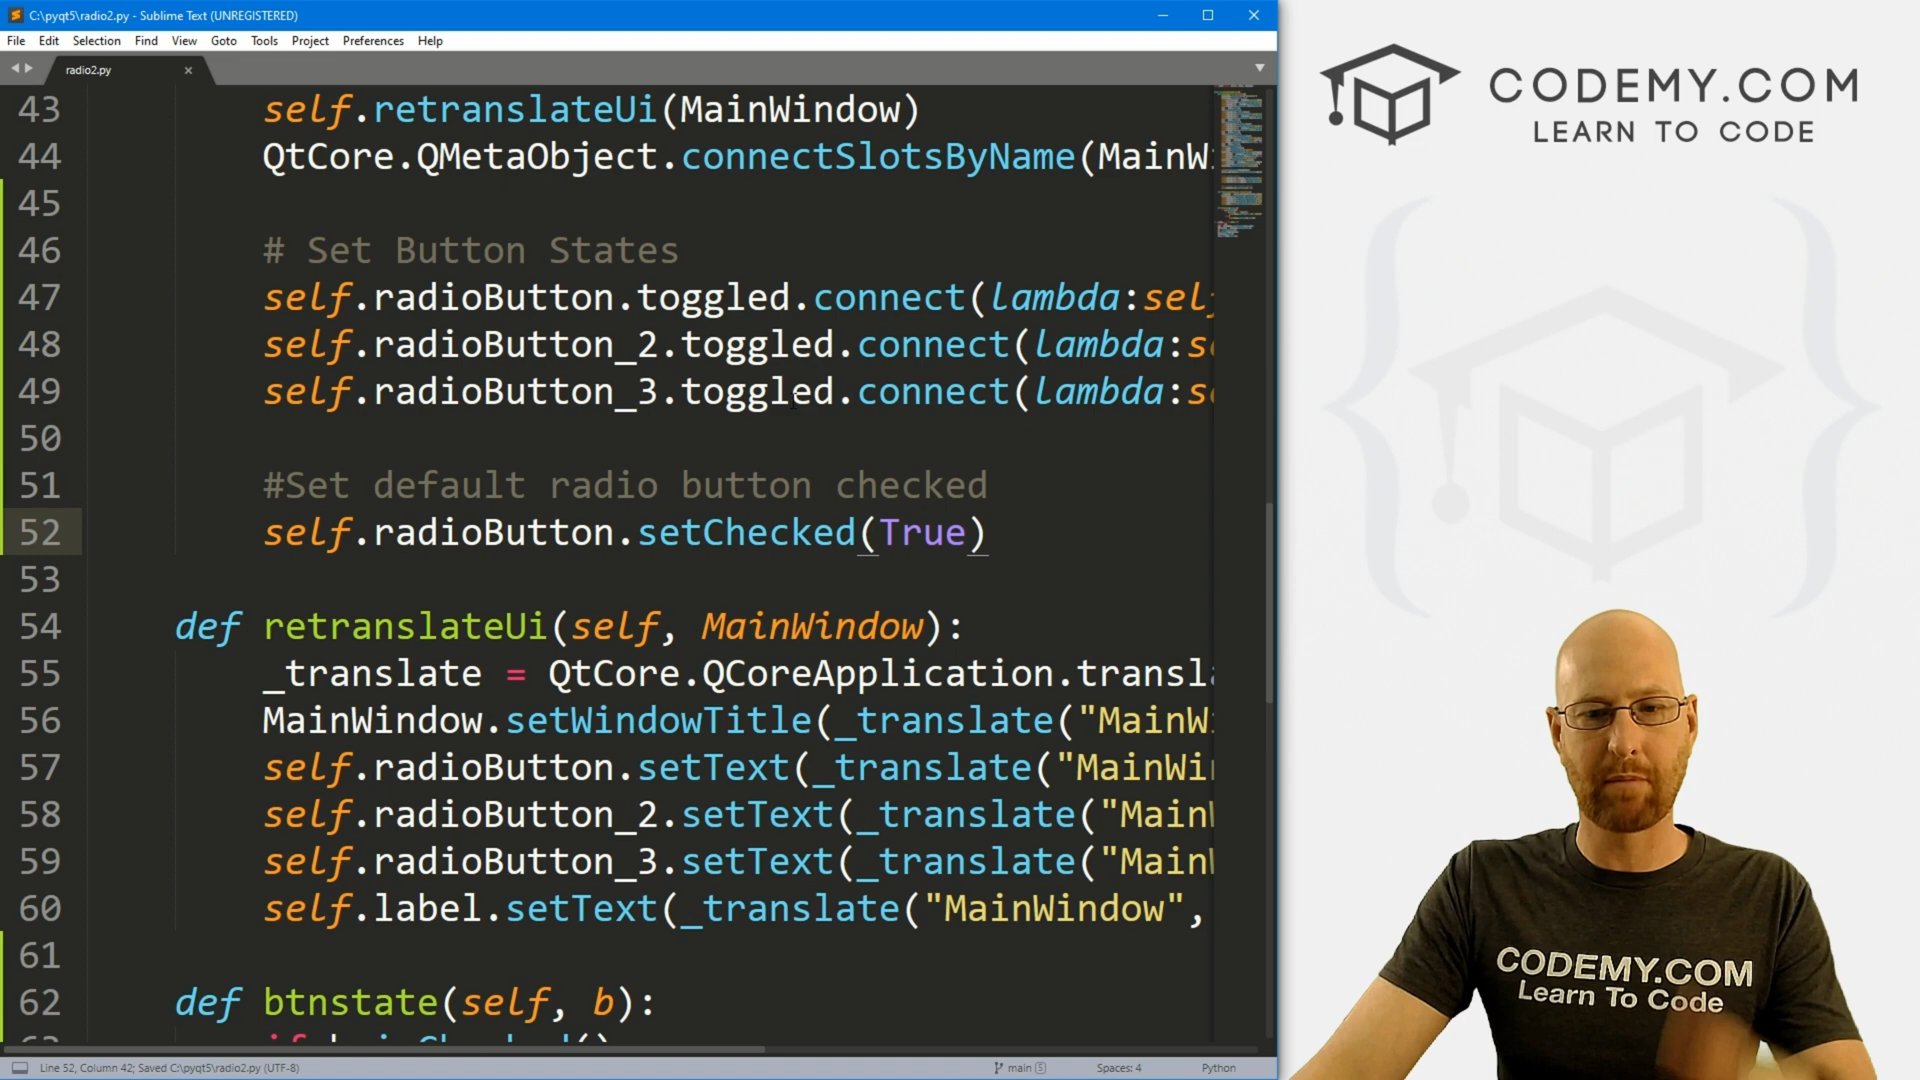 C:\pyqt5\radio2.py - Sublime Text (UNREGISTERED)
File Edit Selection Find View Goto Tools Project Preferences Help
radio2.py
43 self.retranslateUi(MainWindow)
44 QtCore.QMetaObject.connectSlotsByName(MainW
45
46 # Set Button States
47 self.radioButton.toggled.connect(lambda:sel
48 self.radioButton_2.toggled.connect(lambda:s
49 self.radioButton_3.toggled.connect(lambda:s
50
51 #Set default radio button checked
52 self.radioButton.setChecked(True)
53
54 def retranslateUi(self, MainWindow):
55 _translate = QtCore.QCoreApplication.transl
56 MainWindow.setWindowTitle(_translate("MainW
57 self.radioButton.setText(_translate("MainWi
58 self.radioButton_2.setText(_translate("Main
59 self.radioButton_3.setText(_translate("Main
60 self.label.setText(_translate("MainWindow",
61
62 def btnstate(self, b):
Line 52, Column 42; Saved C:\pyqt5\radio2.py (UTF-8)
main 5
Spaces: 4
Python
CODEMY.COM
LEARN TO CODE
CODEMY.COM
Learn To Code